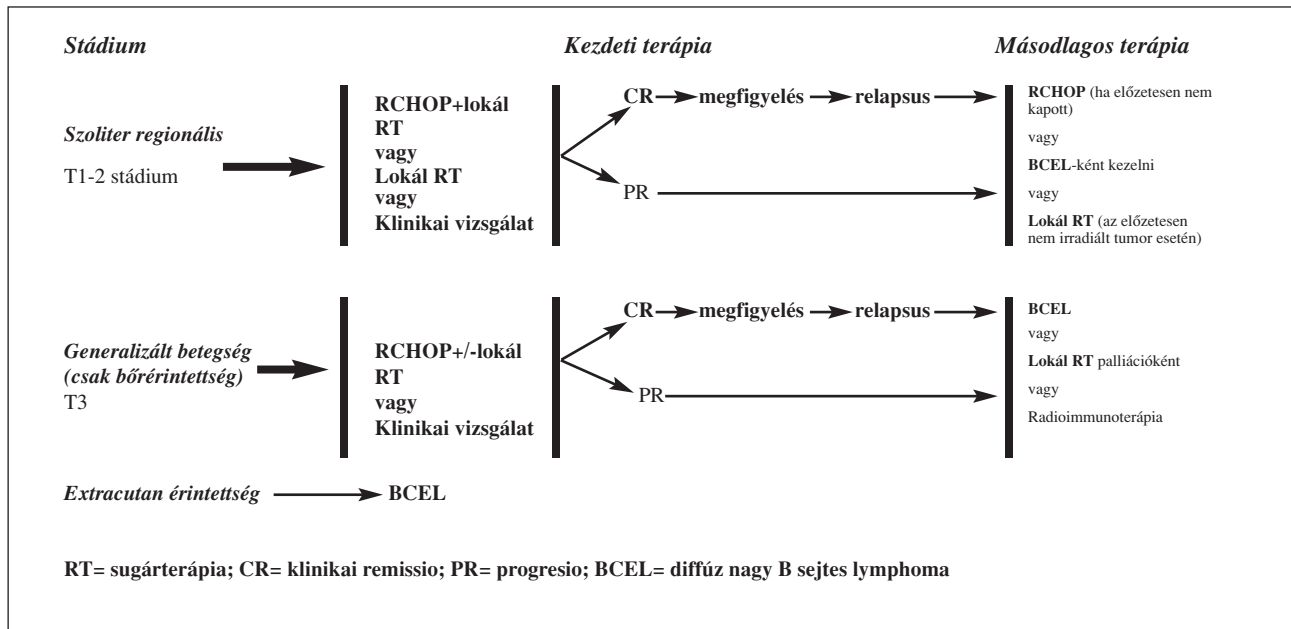 Stádium Kezdeti terápia Másodlagos terápia
Szoliter regionális
T1-2 stádium
RCHOP+lokál
RT
vagy
Lokál RT
vagy
Klinikai vizsgálat
CR megfigyelés relapsus
PR
RCHOP (ha előzetesen nem
kapott)
vagy
BCEL-ként kezelni
vagy
Lokál RT (az előzetesen
nem irradiált tumor esetén)
Generalizált betegség
(csak bőrérintettség)
T3
RCHOP+/-lokál
RT
vagy
Klinikai vizsgálat
CR megfigyelés relapsus
PR
BCEL
vagy
Lokál RT palliációként
vagy
Radioimmunoterápia
Extracutan érintettség BCEL
RT= sugárterápia; CR= klinikai remissio; PR= progresio; BCEL= diffúz nagy B sejtes lymphoma